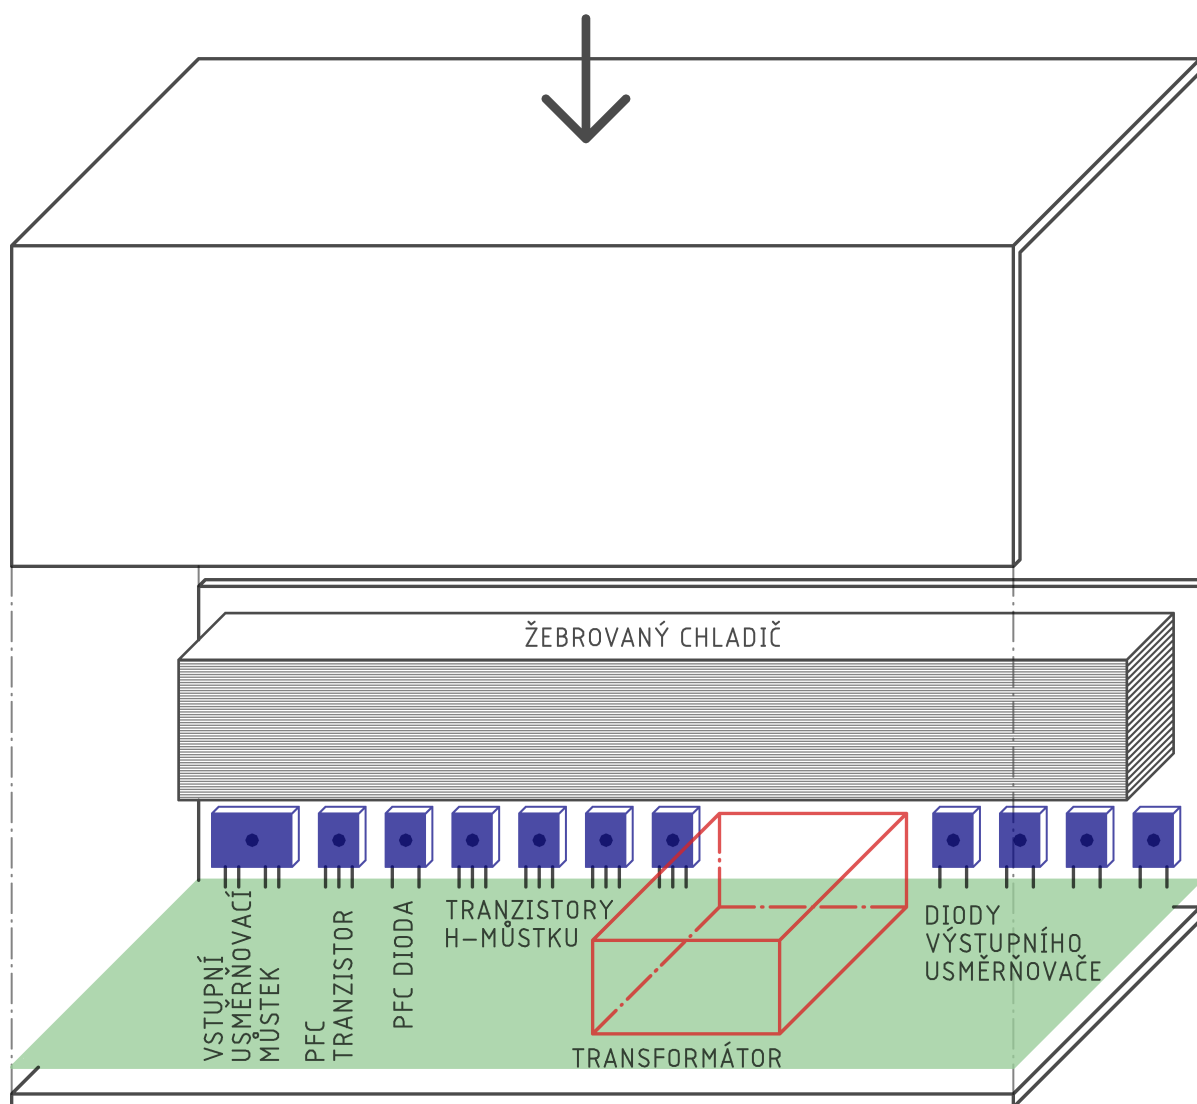 ŽEBROVANÝ CHLADIČ
VSTUPNÍ
USMĚRŇOVACÍ
MŮSTEK
PFC
TRANZISTOR
PFC DIODA
TRANZISTORY
H-MŮSTKU
TRANSFORMÁTOR
DIODY
VÝSTUPNÍHO
USMĚRŇOVAČE